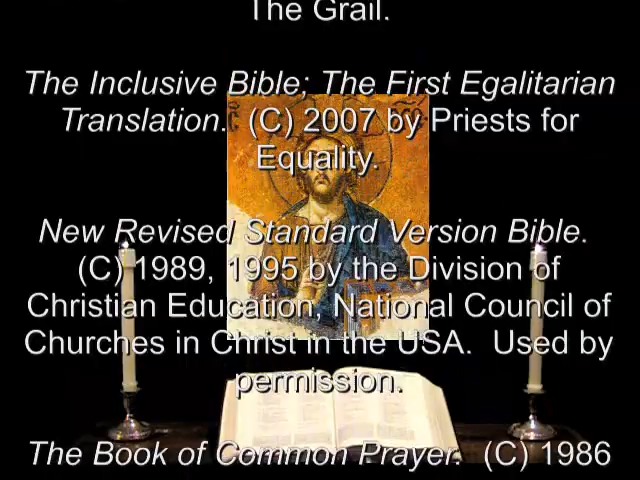 The Grail.
The Inclusive Bible; The First Egalitarian
Translation. (C) 2007 by Priests for
Equality.
New Revised Standard Version Bible.
(C) 1989, 1995 by the Division of
Christian Education, National Council of
Churches in Christ in the USA. Used by
permission.
The Book of Common Prayer. (C) 1986